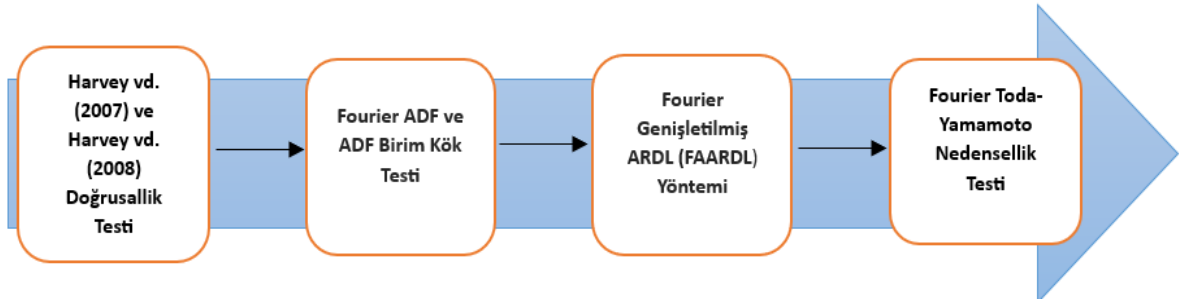 Harvey vd.
(2007) ve
Harvey vd.
(2008)
Doğrusallik
Testi
Fourier ADF ve
ADF Birim Kök
Testi
Fourier
Genişletilmiş
ARDL (FAARDL)
Yöntemi
Fourier Toda-
Yamamoto
Nedensellik
Testi